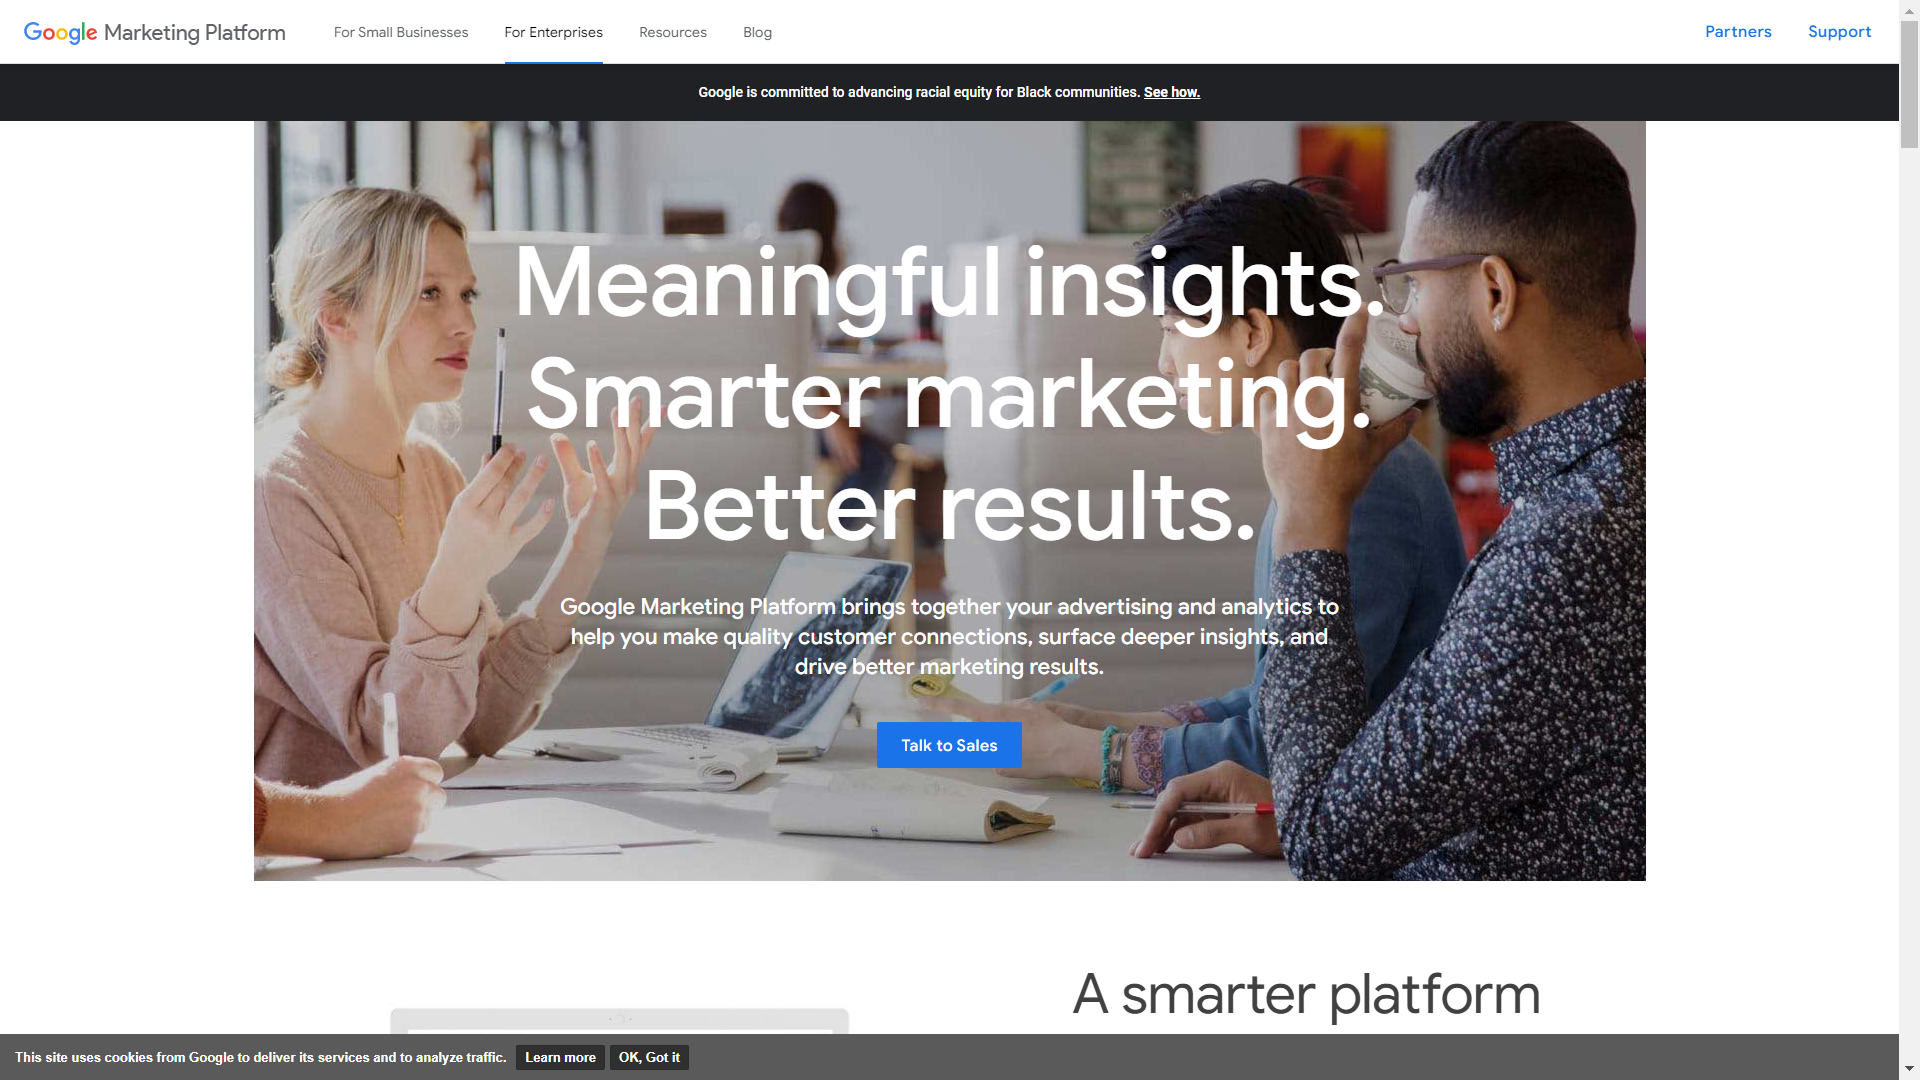 Google Marketing Platform
For Small Businesses
For Enterprises
Resources
Blog
Partners
Support
Google is committed to advancing racial equity for Black communities. See how.
Meaningful insights.
Smarter marketing.
Better results.
Google Marketing Platform brings together your advertising and analytics to
help you make quality customer connections, surface deeper insights, and
drive better marketing results.
Talk to Sales
A smarter platform
This site uses cookies from Google to deliver its services and to analyze traffic.
Learn more
OK, Got it